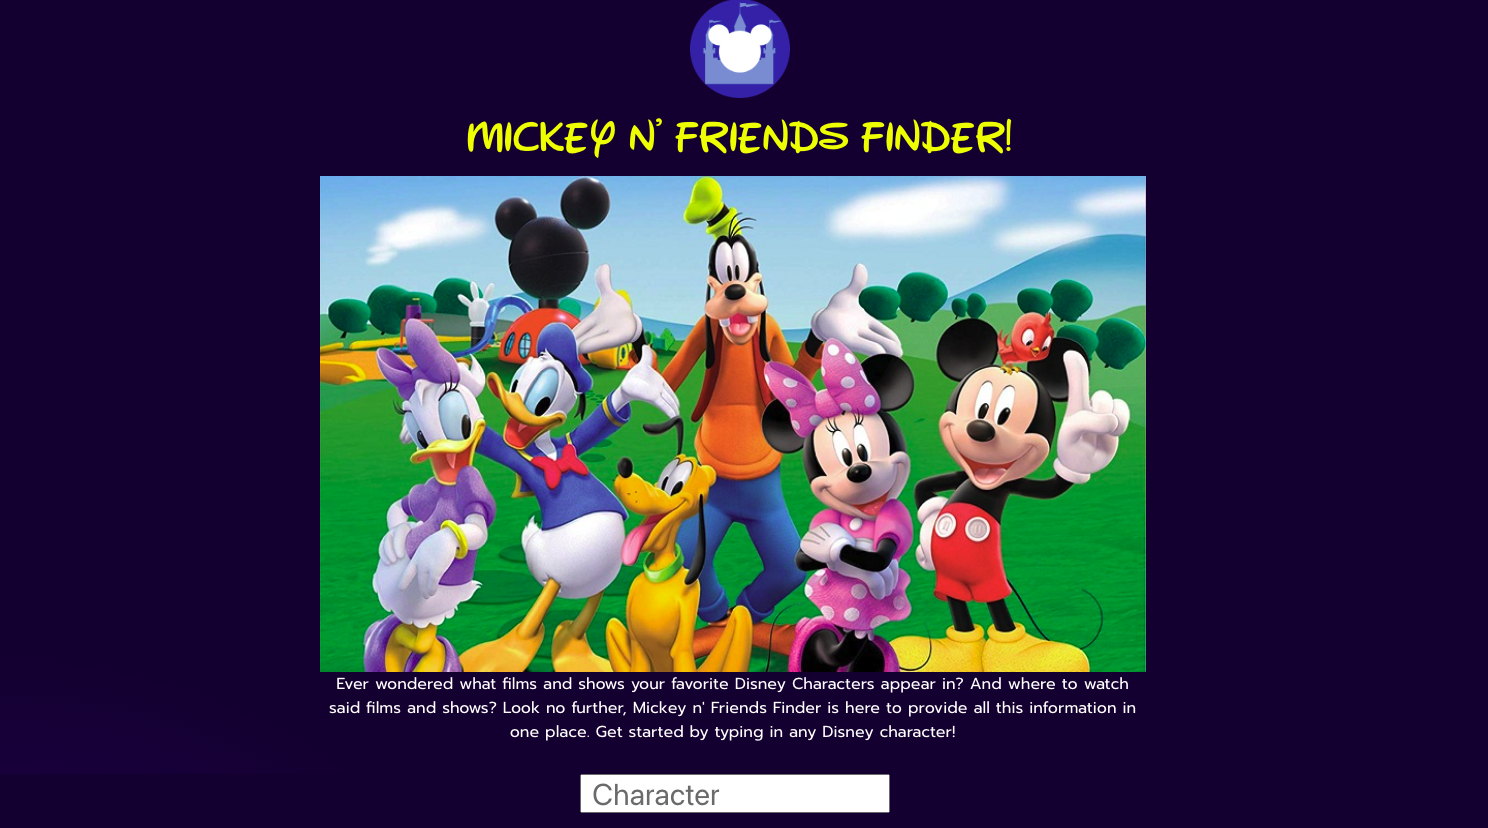 MICKEY N' FRIENDS FINDER!
Ever wondered what films and shows your favorite Disney Characters appear in? And where to watch
said films and shows? Look no further, Mickey n' Friends Finder is here to provide all this information in
one place. Get started by typing in any Disney character!
Character